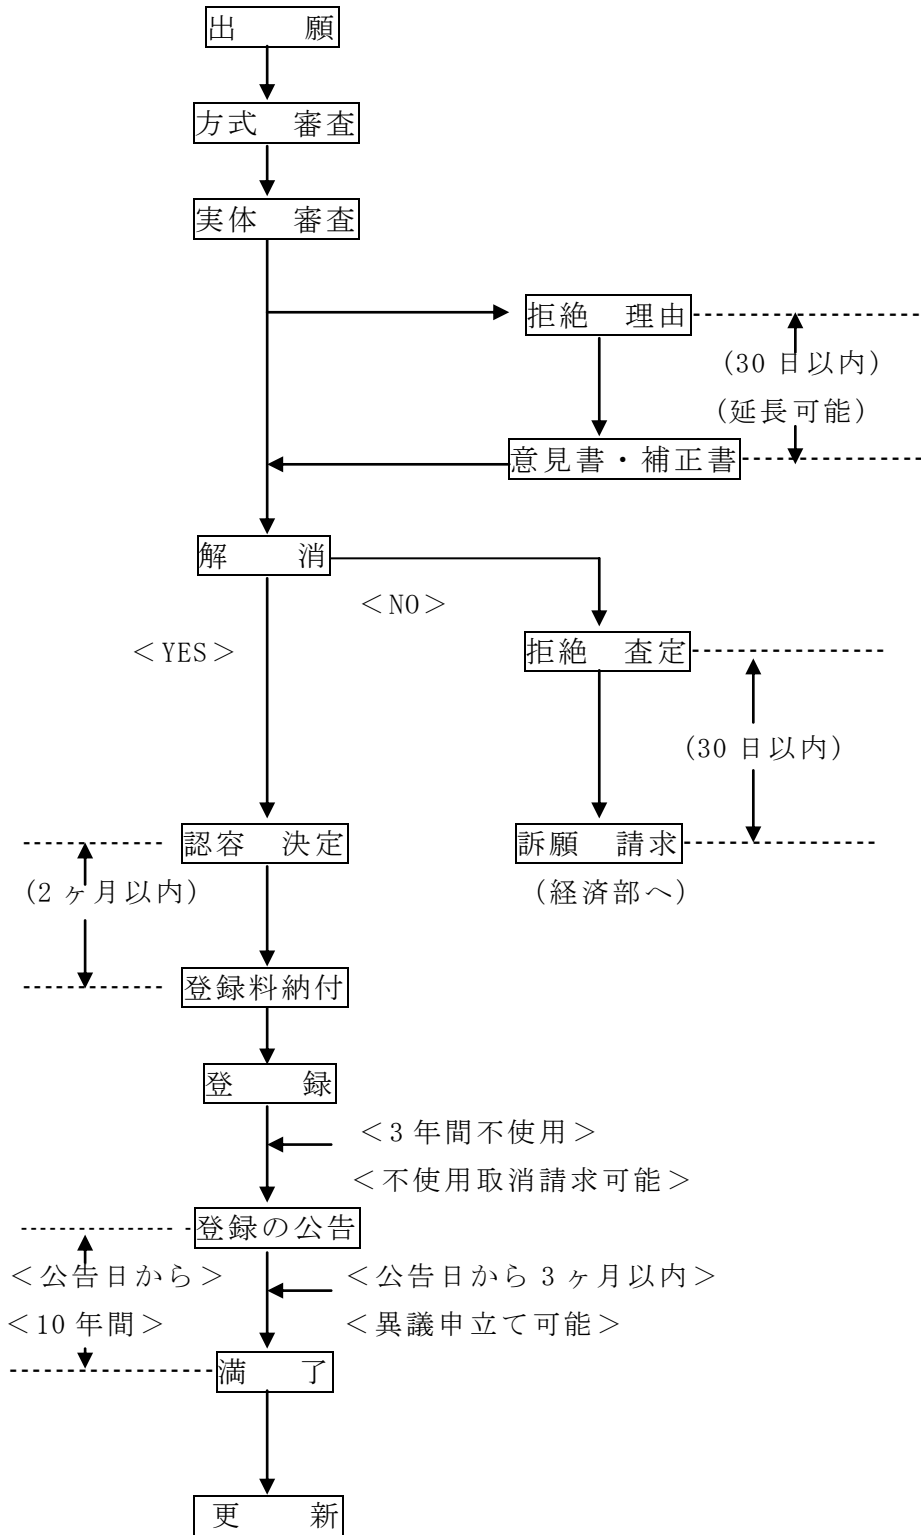 出　　願
方式　審査
実体　審査
拒絶　理由
(30 日以内)
(延長可能)
意見書・補正書
解　　消
＜NO＞
＜YES＞
拒絶　査定
(30 日以内)
認容　決定
訴願　請求
(2 ヶ月以内)
(経済部へ)
登録料納付
登　　録
＜3 年間不使用＞
＜不使用取消請求可能＞
登録の公告
＜公告日から＞
＜公告日から 3 ヶ月以内＞
＜10 年間＞
＜異議申立て可能＞
満　　了
更　　新